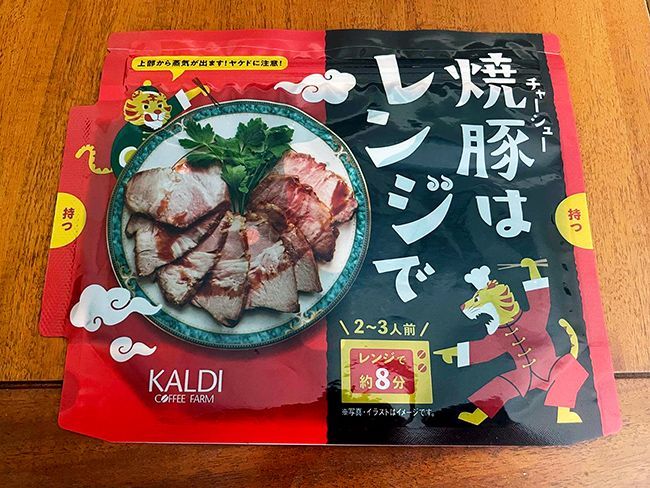 上部から蒸気が出ます！ヤケドに注意！
チャーシュー
焼豚は
レンジで
持つ
持つ
2~3人前
レンジで
約8分
※写真・イラストはイメージです。
KALDI
COFFEE FARM